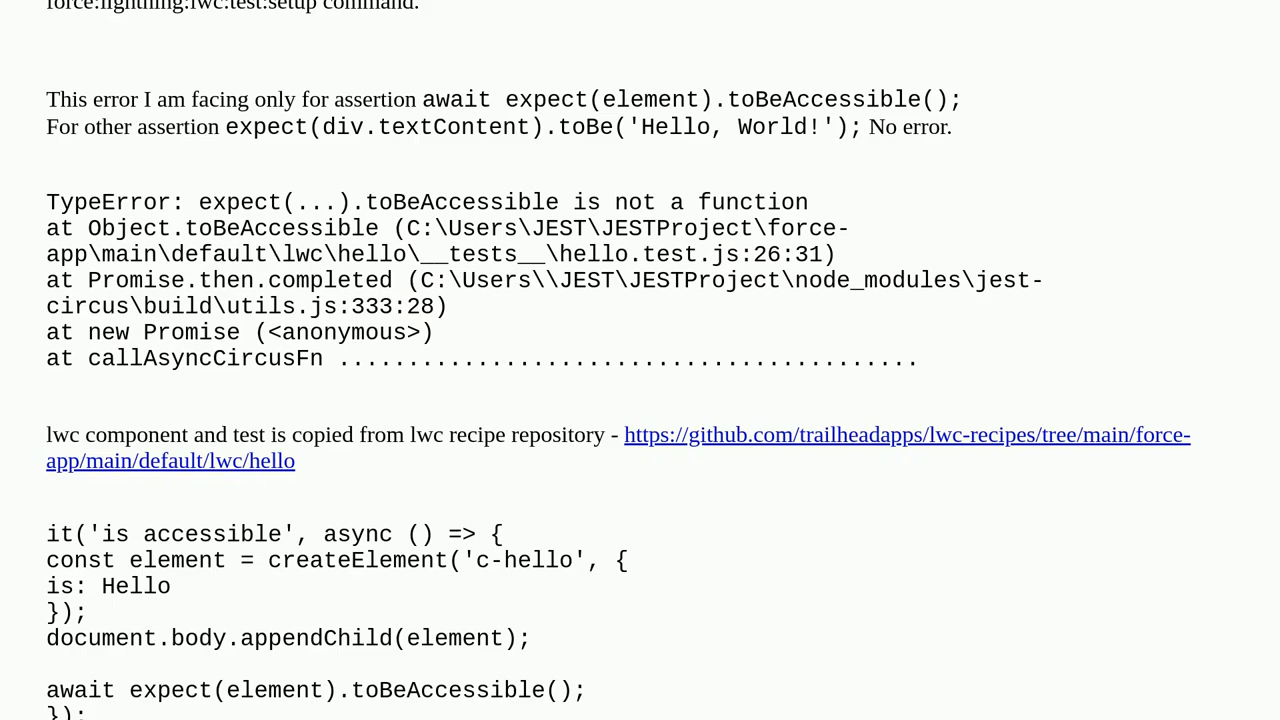 force:lightning:lwc:test:setup command.
This error I am facing only for assertion await expect(element).toBeAccessible();
For other assertion expect(div.textContent).toBe('Hello, World!'); No error.
TypeError: expect(...).toBeAccessible is not a function
at Object.toBeAccessible (C:\Users\JEST\JESTProject\force-
app\main\default\lwc\hello\__tests__\hello.test.js:26:31)
at Promise.then.completed (C:\Users\\JEST\JESTProject\node_modules\jest-
circus\build\utils.js:333:28)
at new Promise (<anonymous>)
at callAsyncCircusFn ..........................................
lwc component and test is copied from lwc recipe repository - https://github.com/trailheadapps/lwc-recipes/tree/main/force-
app/main/default/lwc/hello
it('is accessible', async () => {
const element = createElement('c-hello', {
is: Hello
});
document.body.appendChild(element);
await expect(element).toBeAccessible();
});